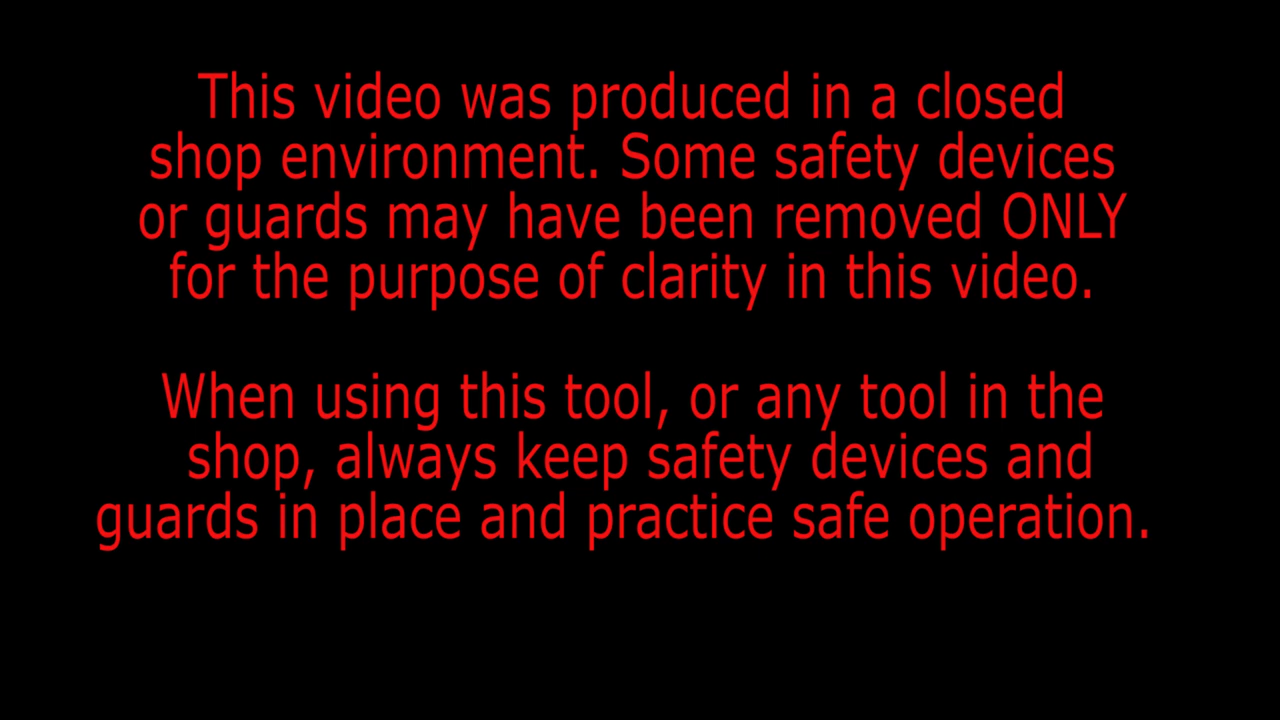 This video was produced in a closed
shop environment. Some safety devices
or guards may have been removed ONLY
for the purpose of clarity in this video.
When using this tool, or any tool in the
shop, always keep safety devices and
guards in place and practice safe operation.